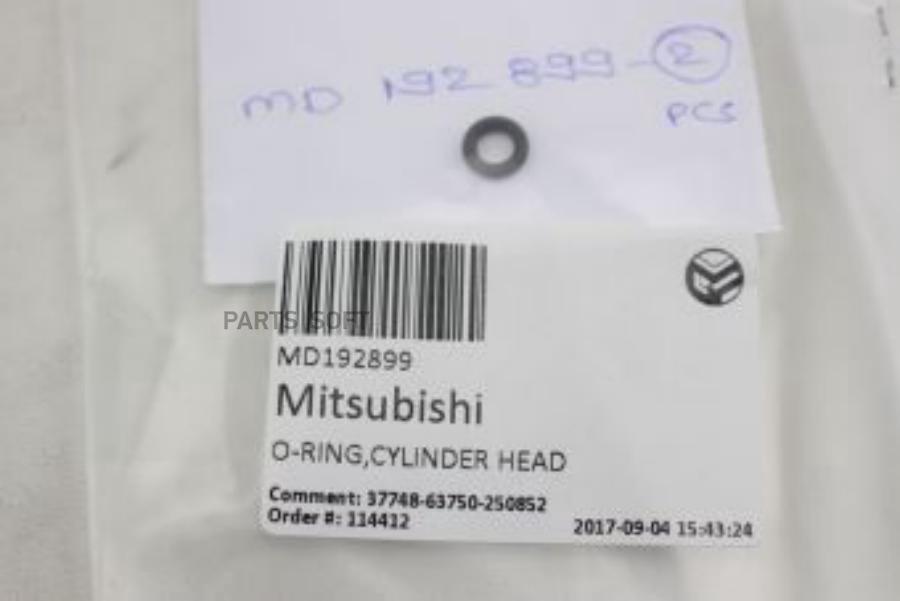 MD 192 899-2
PCS
PARTS SOFT
MD192899
Mitsubishi
O-RING,CYLINDER HEAD
Comment: 37748-63750-250852
Order #: 114412
2017-09-04 15:43:24